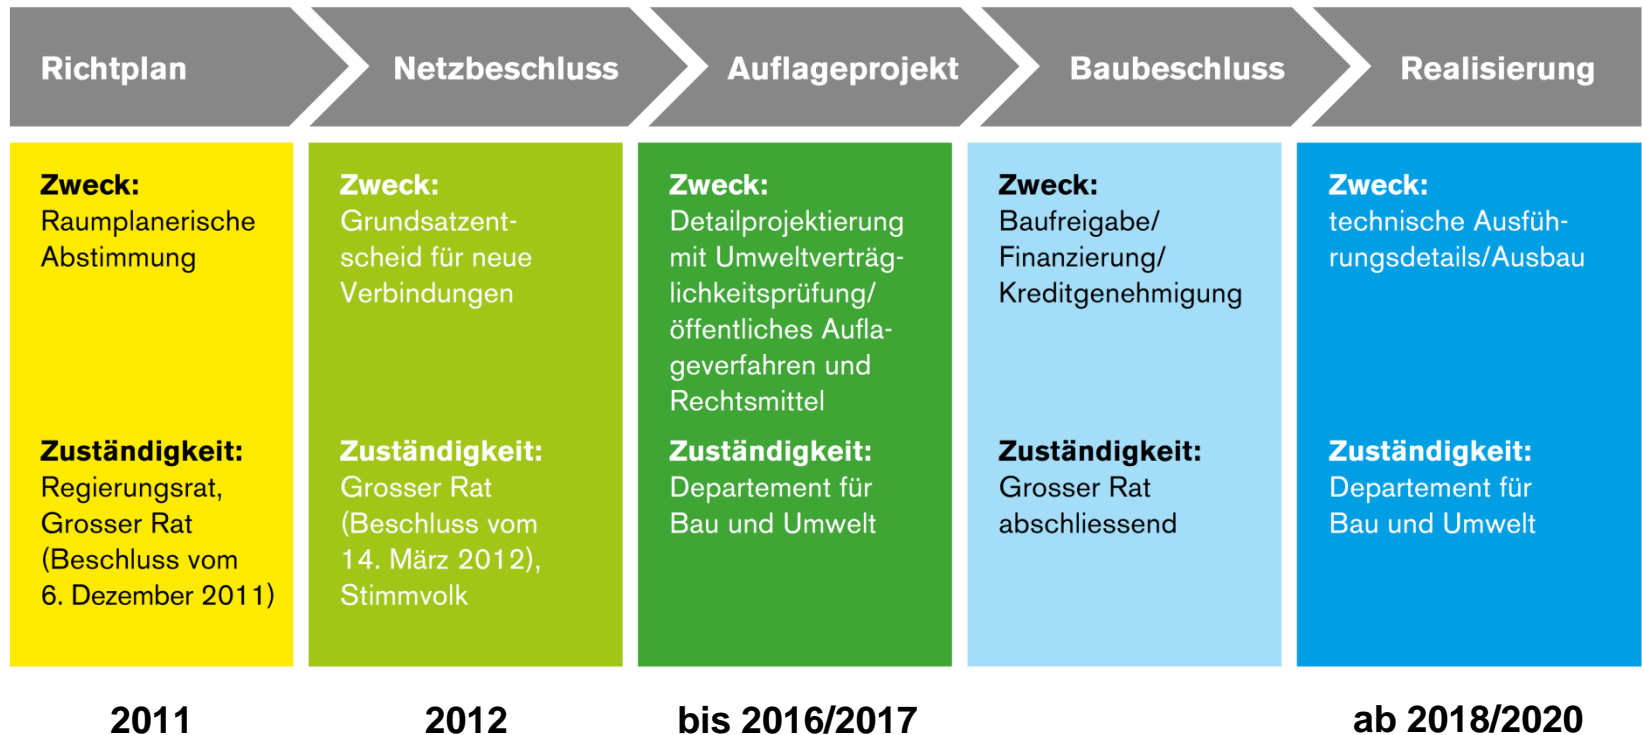 Richtplan
Netzbeschluss
Auflageprojekt
Baubeschluss
Realisierung
Zweck:
Raumplanerische
Abstimmung
Zuständigkeit:
Regierungsrat,
Grosser Rat
(Beschluss vom
6. Dezember 2011)
2011
Zweck:
Grundsatzent-
scheid für neue
Verbindungen
Zuständigkeit:
Grosser Rat
(Beschluss vom
14. März 2012),
Stimmvolk
2012
Zweck:
Detailprojektierung
mit Umweltverträg-
lichkeitsprüfung/
öffentliches Aufla-
geverfahren und
Rechtsmittel
Zuständigkeit:
Departement für
Bau und Umwelt
bis 2016/2017
Zweck:
Baufreigabe/
Finanzierung/
Kreditgenehmigung
Zuständigkeit:
Grosser Rat
abschliessend
Zweck:
technische Ausfüh-
rungsdetails/Ausbau
Zuständigkeit:
Departement für
Bau und Umwelt
ab 2018/2020